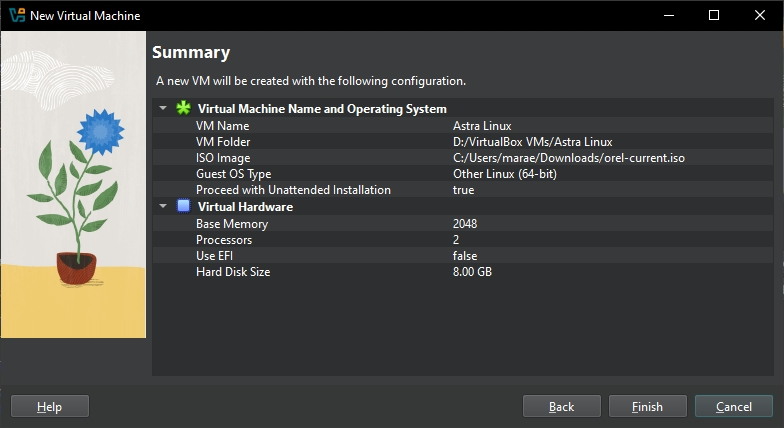 New Virtual Machine
Summary
A new VM will be created with the following configuration.
Virtual Machine Name and Operating System
VM Name Astra Linux
VM Folder D:/VirtualBox VMs/Astra Linux
ISO Image C:/Users/marae/Downloads/orel-current.iso
Guest OS Type Other Linux (64-bit)
Proceed with Unattended Installation true
Virtual Hardware
Base Memory 2048
Processors 2
Use EFI false
Hard Disk Size 8.00 GB
Help Back Finish Cancel